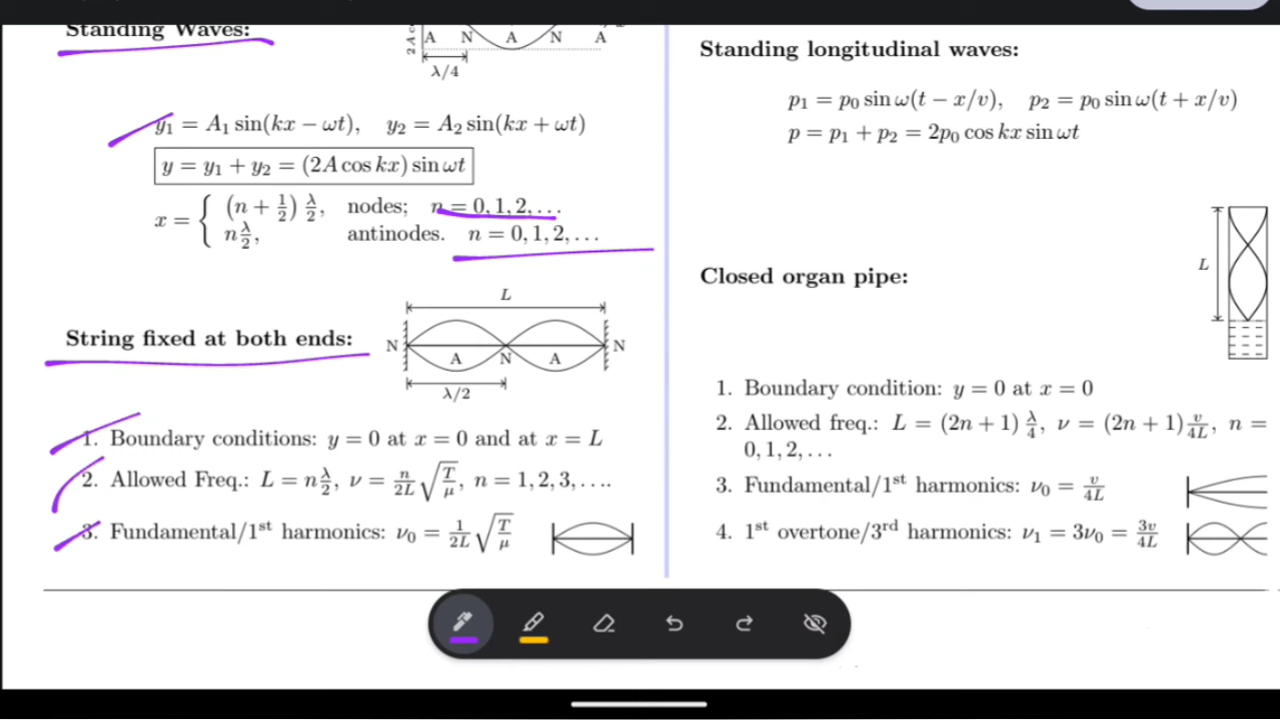 Standing Waves:
A N A N A
λ/4
y₁ = A₁ sin(kx − ωt), y₂ = A₂ sin(kx + ωt)
y = y₁ + y₂ = (2A cos kx) sin ωt
x = { (n + 1/2) λ/2, nodes; n = 0, 1, 2, . . .
n λ/2, antinodes. n = 0, 1, 2, . . .
L
String fixed at both ends:
N A N A N
λ/2
1. Boundary conditions: y = 0 at x = 0 and at x = L
2. Allowed Freq.: L = n λ/2, ν = n/2L √(T/μ), n = 1, 2, 3, . . . .
3. Fundamental/1ˢᵗ harmonics: ν₀ = 1/2L √(T/μ)
Standing longitudinal waves:
p₁ = p₀ sin ω(t − x/v), p₂ = p₀ sin ω(t + x/v)
p = p₁ + p₂ = 2p₀ cos kx sin ωt
L
Closed organ pipe:
1. Boundary condition: y = 0 at x = 0
2. Allowed freq.: L = (2n + 1) λ/4, ν = (2n + 1) v/4L, n =
0, 1, 2, . . .
3. Fundamental/1ˢᵗ harmonics: ν₀ = v/4L
4. 1ˢᵗ overtone/3ʳᵈ harmonics: ν₁ = 3ν₀ = 3v/4L